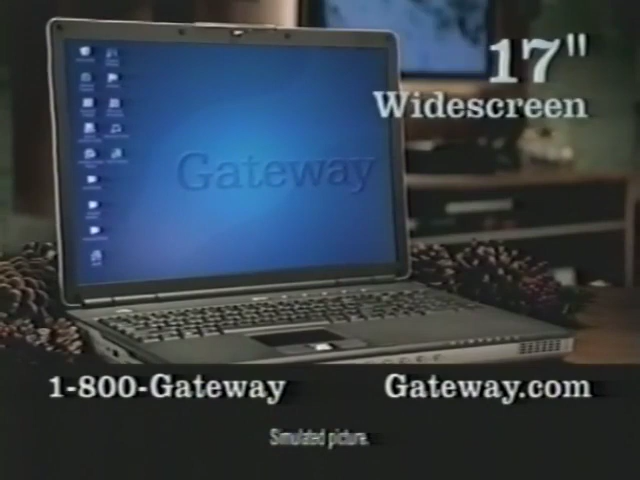 17"
Widescreen
Gateway
1-800-Gateway
Gateway.com
Simulated picture.